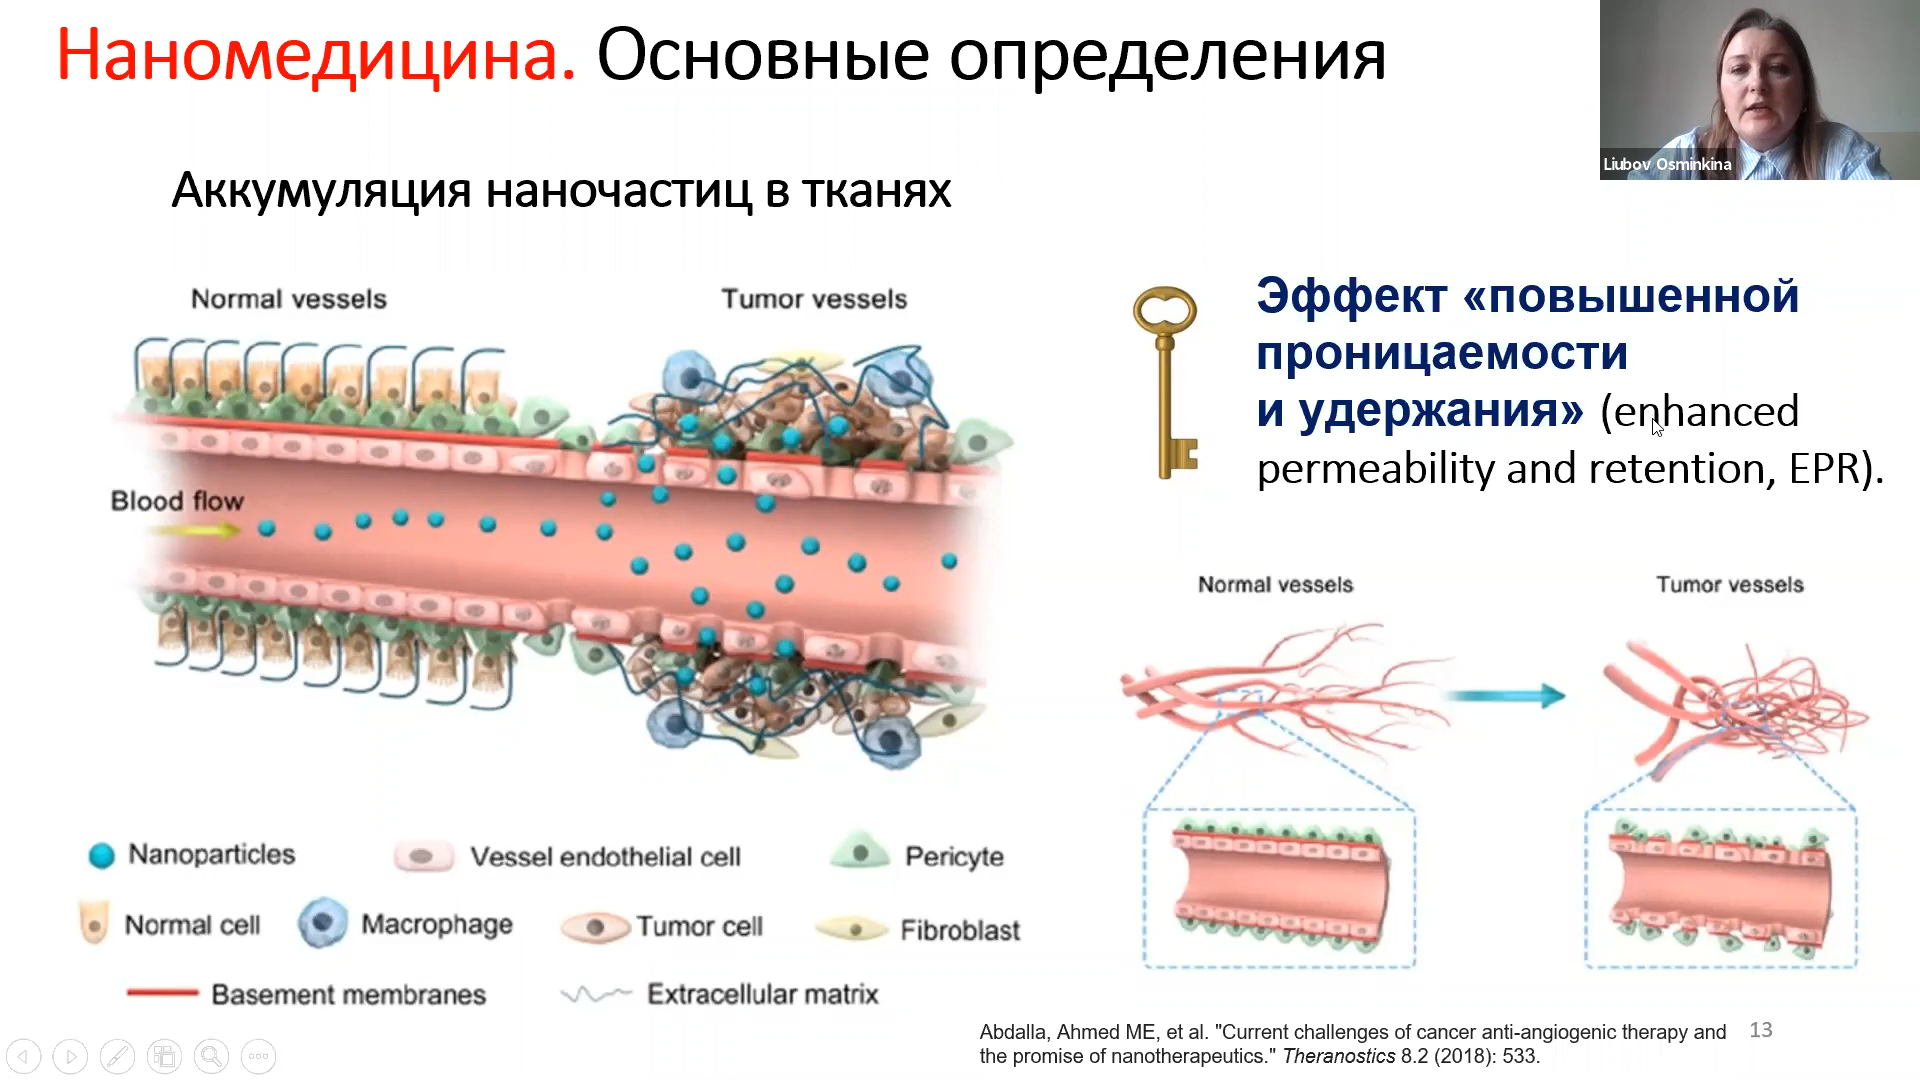 Наномедицина. Основные определения
Liubov Osminkina
Аккумуляция наночастиц в тканях
Normal vessels
Tumor vessels
Blood flow
Nanoparticles
Vessel endothelial cell
Pericyte
Normal cell
Macrophage
Tumor cell
Fibroblast
Basement membranes
Extracellular matrix
Эффект «повышенной
проницаемости
и удержания» (enhanced
permeability and retention, EPR).
Normal vessels
Tumor vessels
Abdalla, Ahmed ME, et al. "Current challenges of cancer anti-angiogenic therapy and
the promise of nanotherapeutics." Theranostics 8.2 (2018): 533.
13